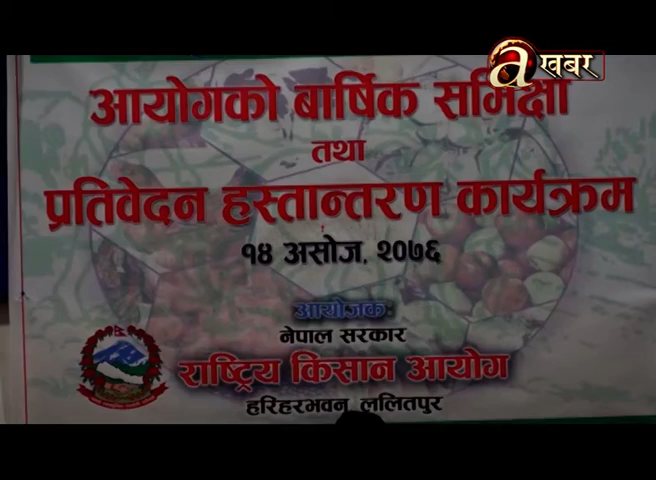 a खबर
आयोगको बार्षिक समिक्षा
तथा
प्रतिवेदन हस्तान्तरण कार्यक्रम
१४ असोज, २०७६
आयोजक:
नेपाल सरकार
राष्ट्रिय किसान आयोग
हरिहरभवन ललितपुर